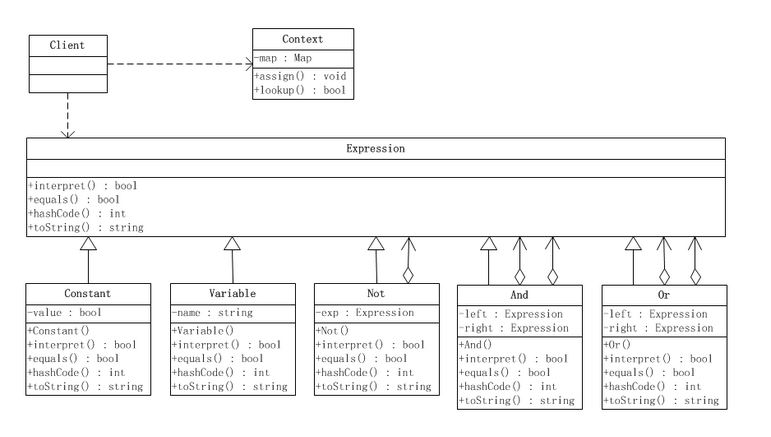 Client
Context
-map : Map
+assign() : void
+lookup() : bool
Expression
+interpret() : bool
+equals() : bool
+hashCode() : int
+toString() : string
Constant
-value : bool
+Constant()
+interpret() : bool
+equals() : bool
+hashCode() : int
+toString() : string
Variable
-name : string
+Variable()
+interpret() : bool
+equals() : bool
+hashCode() : int
+toString() : string
Not
-exp : Expression
+Not()
+interpret() : bool
+equals() : bool
+hashCode() : int
+toString() : string
And
-left : Expression
-right : Expression
+And()
+interpret() : bool
+equals() : bool
+hashCode() : int
+toString() : string
Or
-left : Expression
-right : Expression
+Or()
+interpret() : bool
+equals() : bool
+hashCode() : int
+toString() : string